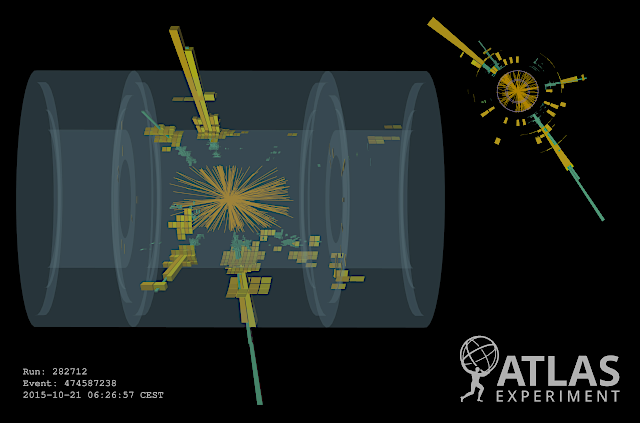 Run: 282712
Event: 474587238
2015-10-21 06:26:57 CEST
ATLAS
EXPERIMENT